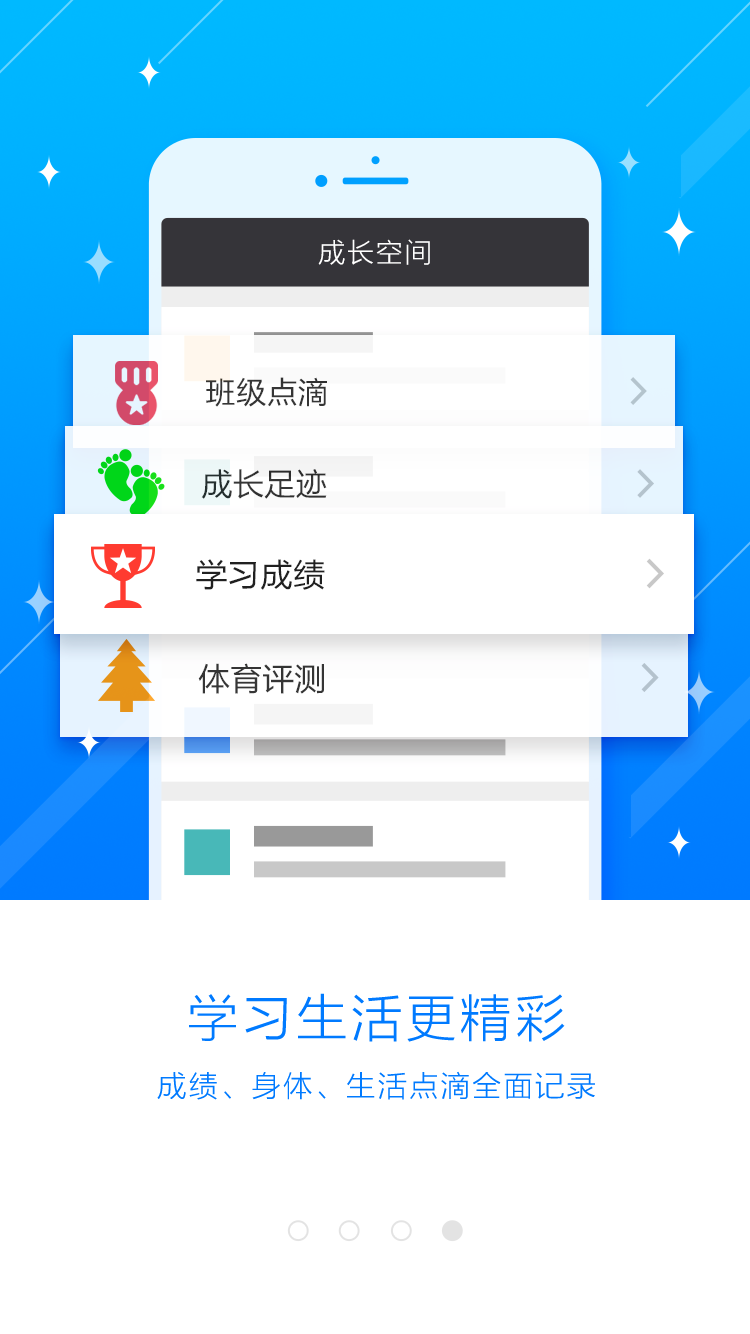 成长空间
班级点滴
成长足迹
学习成绩
体育评测
学习生活更精彩
成绩、身体、生活点滴全面记录